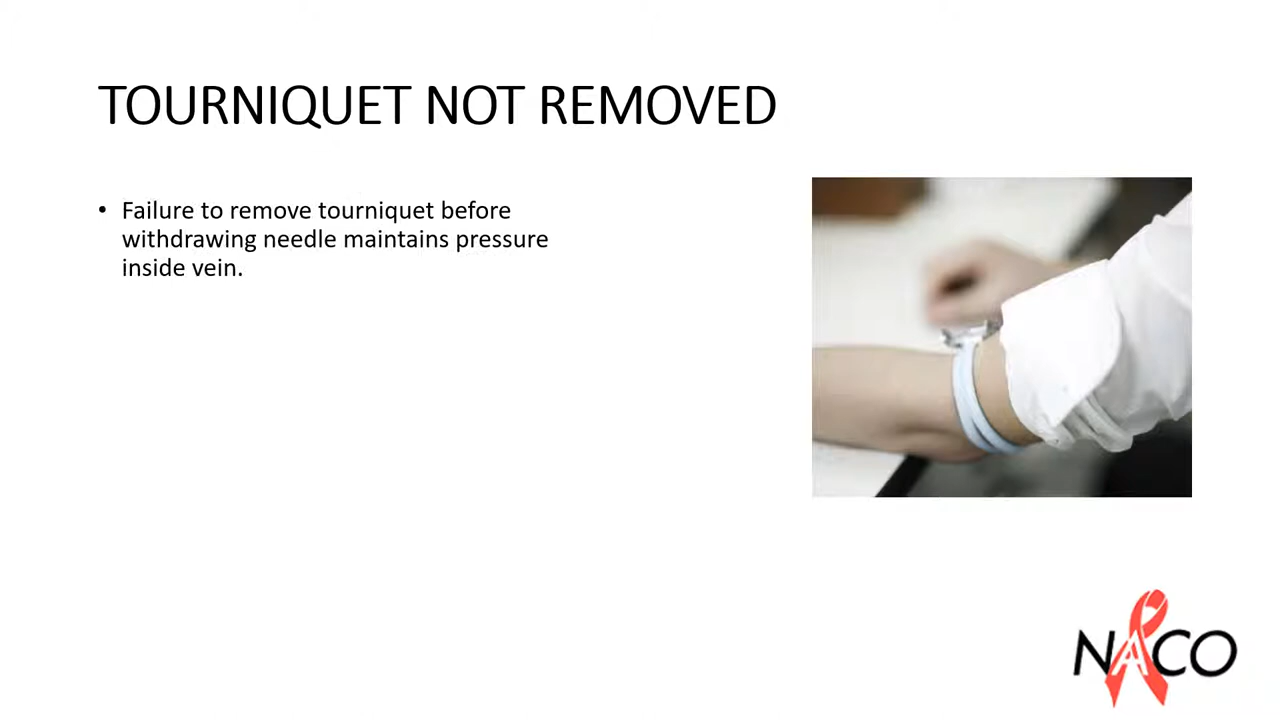 TOURNIQUET NOT REMOVED
• Failure to remove tourniquet before
withdrawing needle maintains pressure
inside vein.
NACO